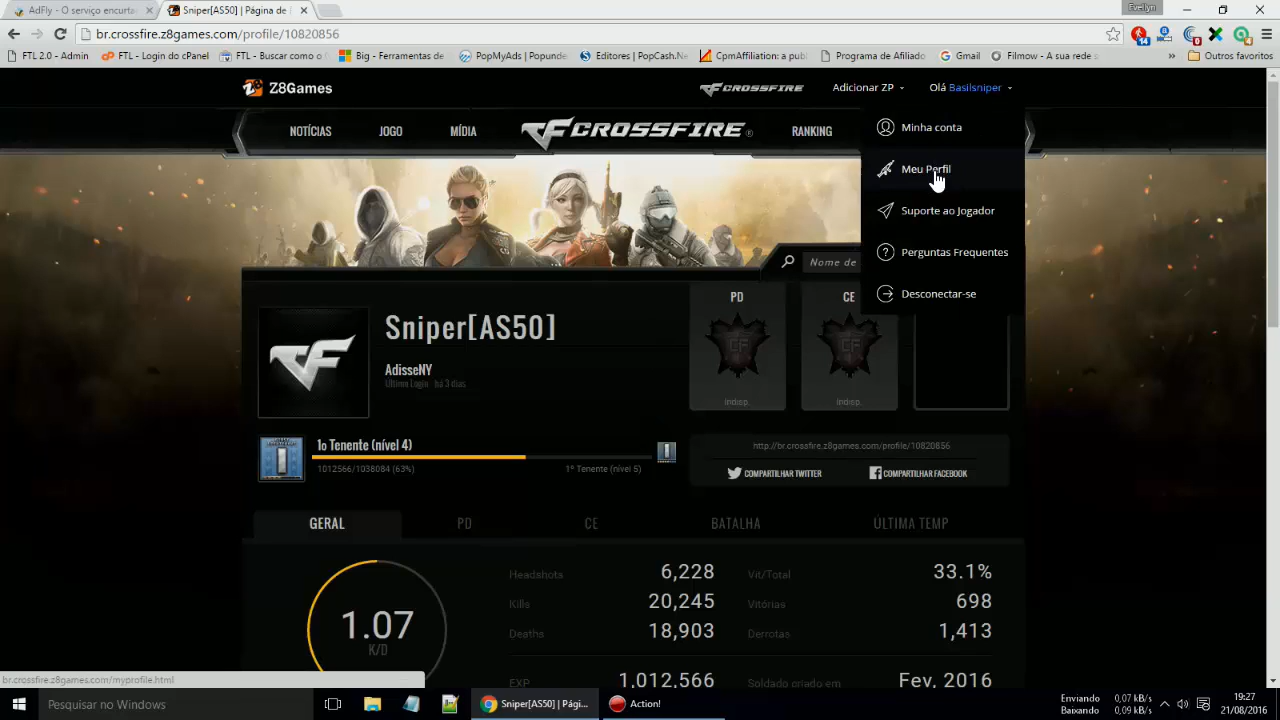 AdFly - O serviço encurta
Sniper[AS50] | Página de
Evellyn
br.crossfire.z8games.com/profile/10820856
FTL 2.0 - Admin
FTL - Login do cPanel
FTL - Buscar como o
Big - Ferramentas de
PopMyAds | Popunde
Editores | PopCash.Ne
CpmAffiliation: a pub
Programa de Afiliado
Gmail
Filmow - A sua rede s
Outros favoritos
Z8Games
CROSSFIRE
Adicionar ZP
Olá Basilsniper
NOTÍCIAS
JOGO
MÍDIA
CROSSFIRE
RANKING
Minha conta
Meu Perfil
Suporte ao Jogador
Perguntas Frequentes
Desconectar-se
Nome de
Sniper[AS50]
AdisseNY
Último Login há 3 dias
PD
Indisp.
CE
Indisp.
1o Tenente (nível 4)
1012566/1038084 (63%)
1º Tenente (nível 5)
http://br.crossfire.z8games.com/profile/10820856
COMPARTILHAR TWITTER
COMPARTILHAR FACEBOOK
GERAL
PD
CE
BATALHA
ÚLTIMA TEMP
1.07
K/D
Headshots 6,228
Kills 20,245
Deaths 18,903
EXP 1,012,566
Vit/Total 33.1%
Vitórias 698
Derrotas 1,413
Soldado criado em Fev, 2016
br.crossfire.z8games.com/myprofile.html
Pesquisar no Windows
Sniper[AS50] | Pági...
Action!
Enviando 0,07 kB/s
Baixando 0,09 kB/s
19:27
21/08/2016